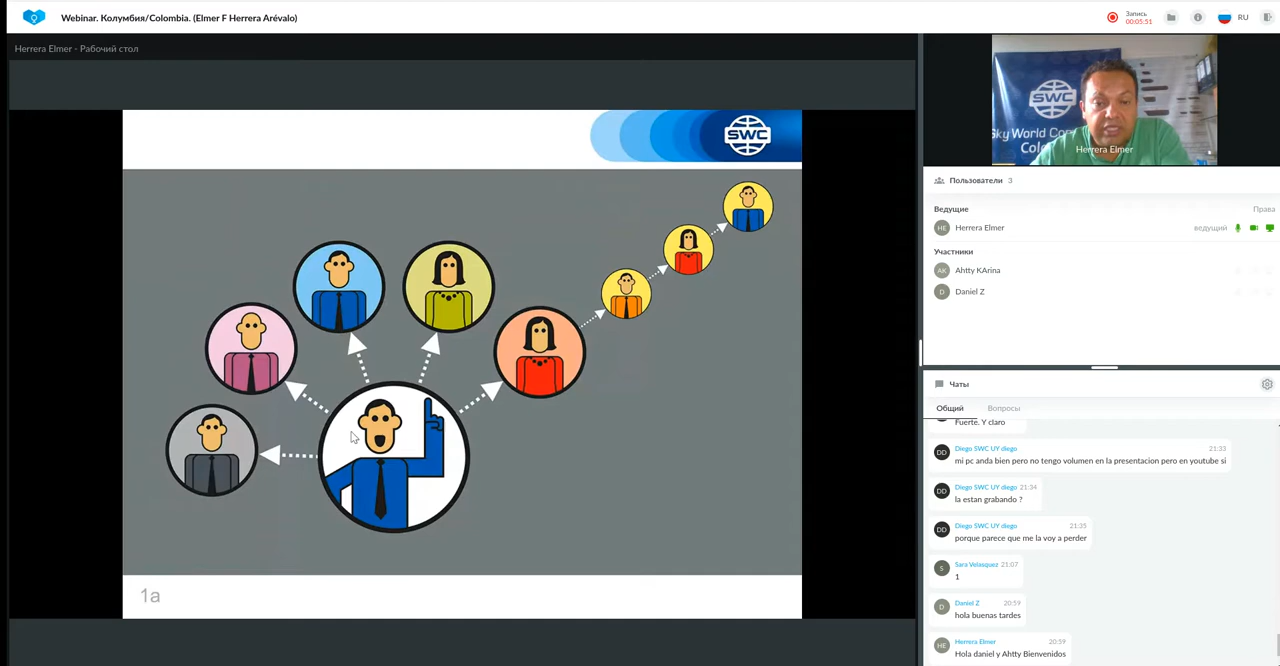 Webinar. Колумбия/Colombia. (Elmer F Herrera Arévalo)
Запись
00:05:51
RU
Herrera Elmer - Рабочий стол
SWC
1a
SWC
Sky World Com
Col
Herrera Elmer
Пользователи 3
Ведущие
Права
HE
Herrera Elmer
ведущий
Участники
AK
Ahtty KArina
D
Daniel Z
Чаты
Общий
Вопросы
Fuerte. Y claro
DD
Diego SWC UY diego
21:33
mi pc anda bien pero no tengo volumen en la presentacion pero en youtube si
DD
Diego SWC UY diego 21:34
la estan grabando ?
DD
Diego SWC UY diego
21:35
porque parece que me la voy a perder
S
Sara Velasquez 21:07
1
D
Daniel Z
20:59
hola buenas tardes
HE
Herrera Elmer
20:59
Hola daniel y Ahtty Bienvenidos